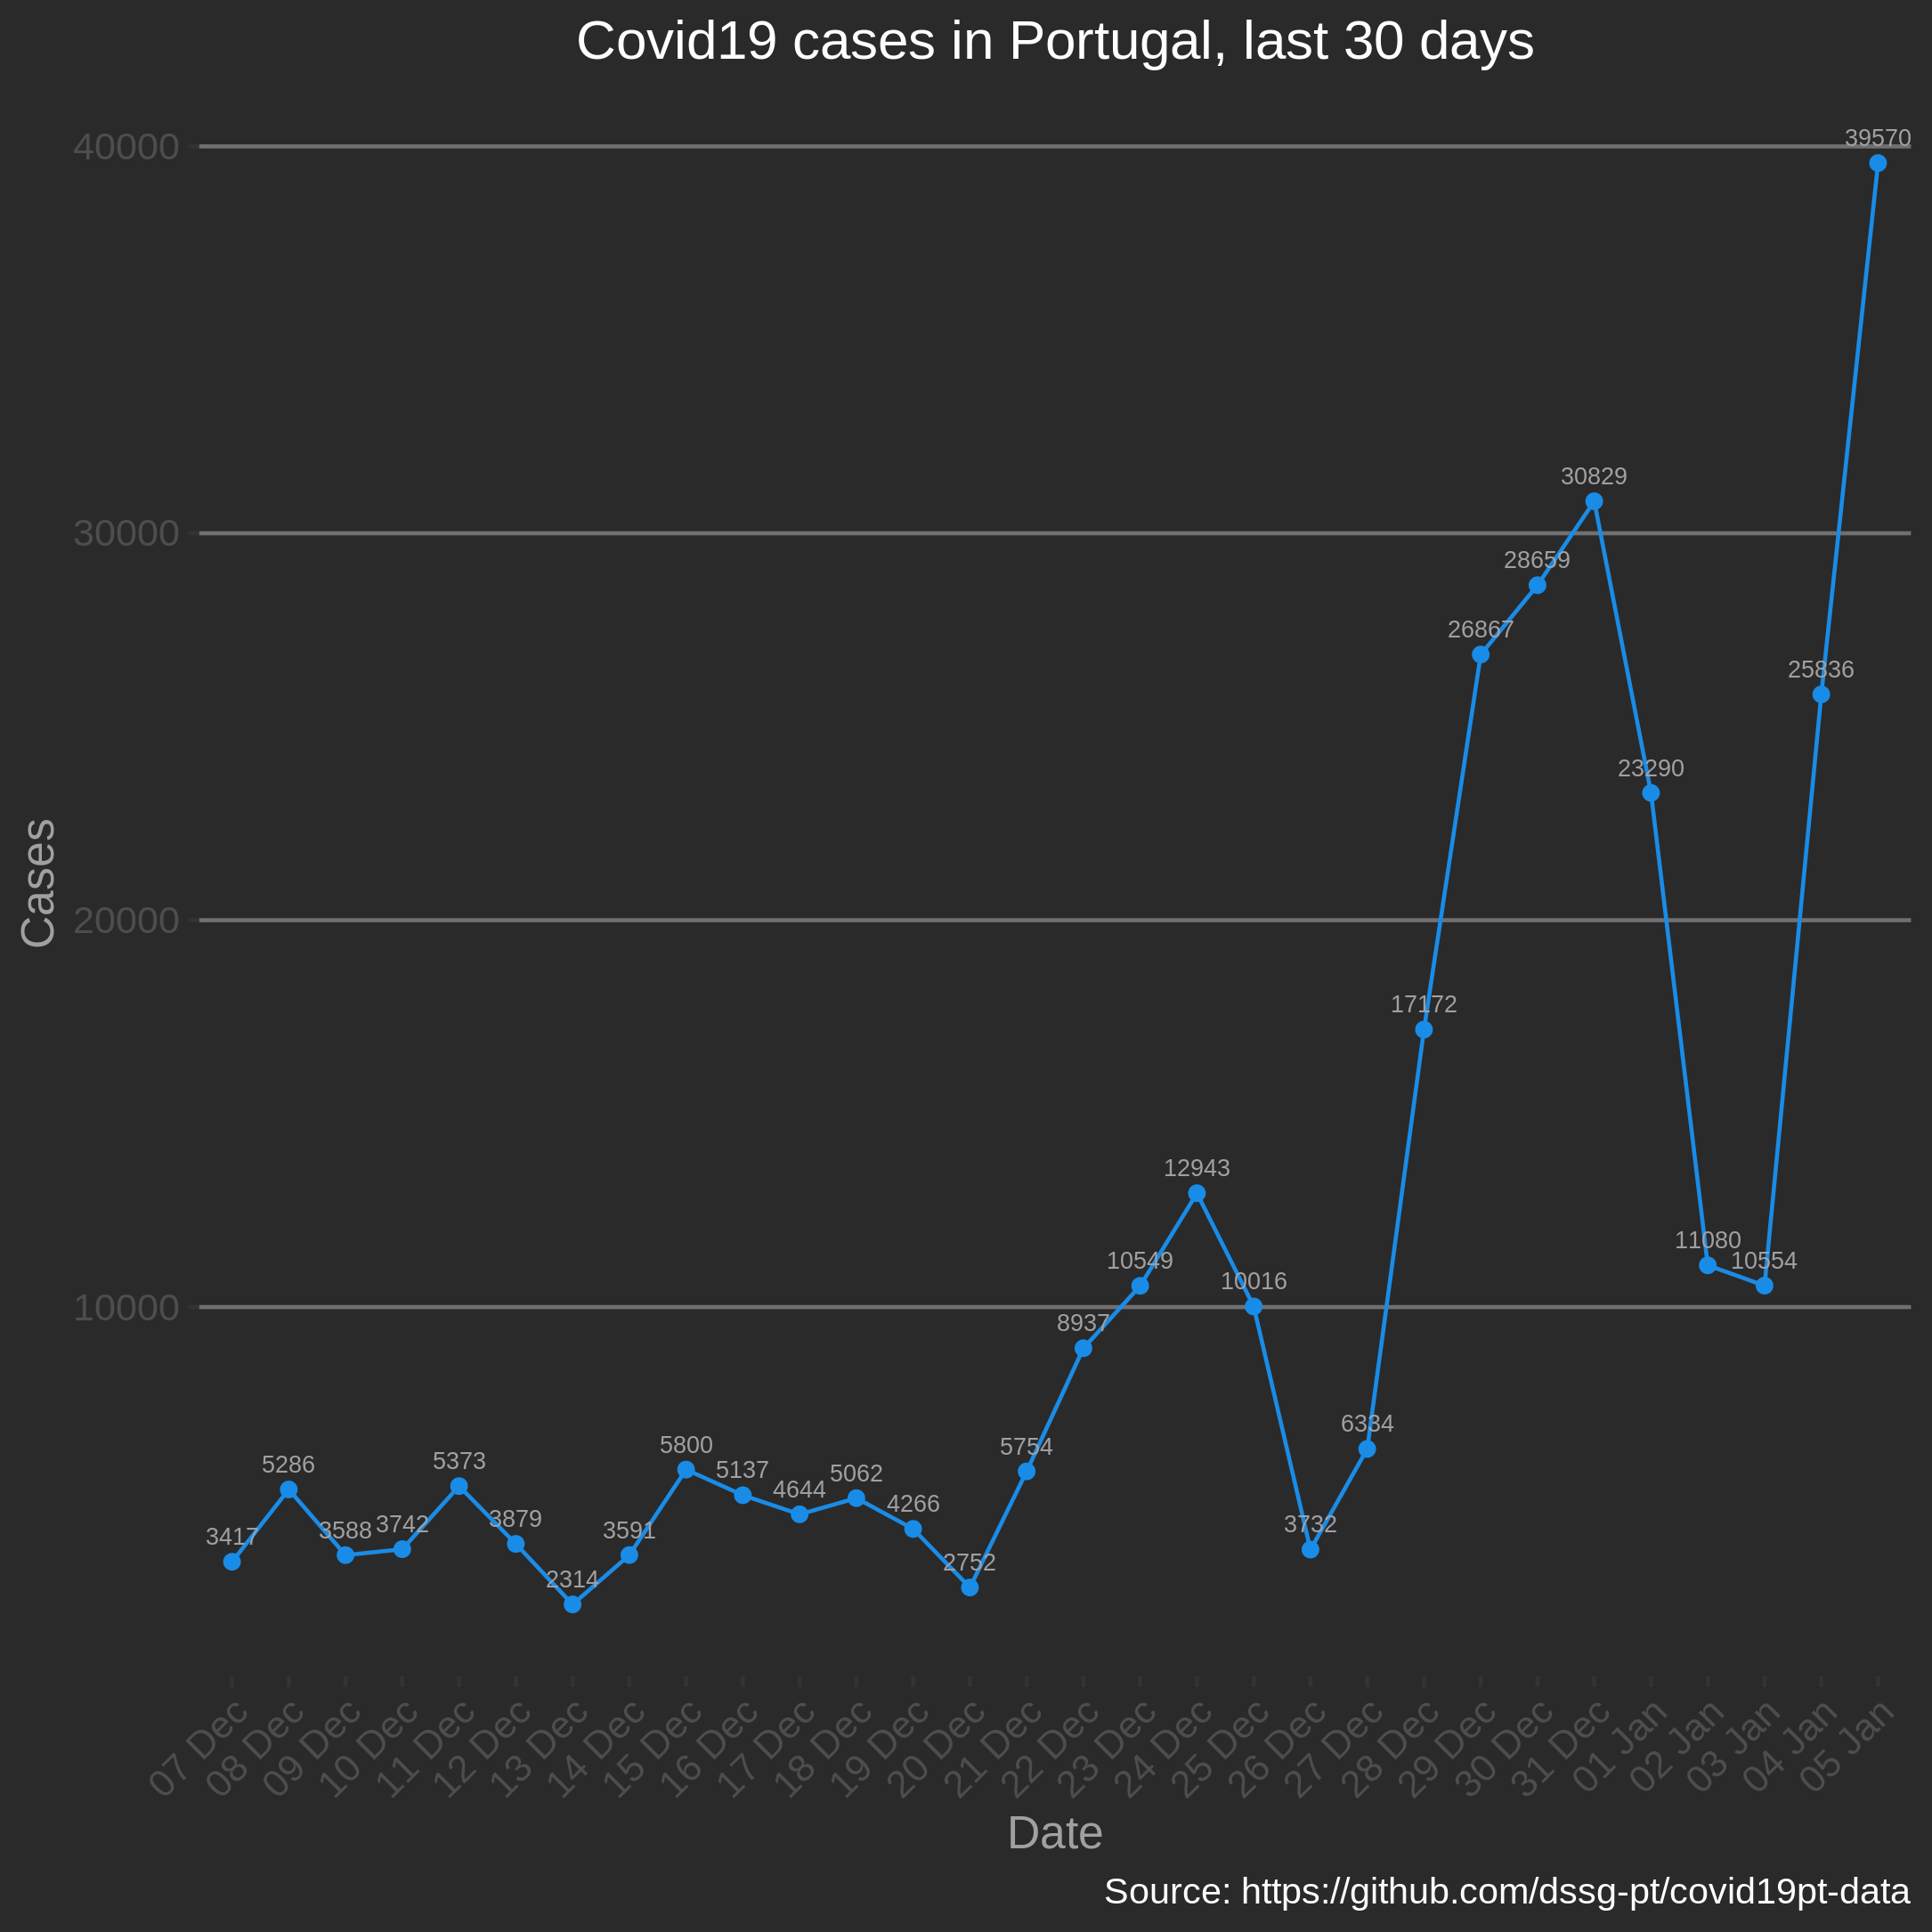 Covid19 cases in Portugal, last 30 days
40000
30000
20000
10000
Cases
3417
5286
3588
3742
5373
3879
2314
3591
5800
5137
4644
5062
4266
2752
5754
8937
10549
12943
10016
3732
6334
17172
26867
28659
30829
23290
11080
10554
25836
39570
07 Dec
08 Dec
09 Dec
10 Dec
11 Dec
12 Dec
13 Dec
14 Dec
15 Dec
16 Dec
17 Dec
18 Dec
19 Dec
20 Dec
21 Dec
22 Dec
23 Dec
24 Dec
25 Dec
26 Dec
27 Dec
28 Dec
29 Dec
30 Dec
31 Dec
01 Jan
02 Jan
03 Jan
04 Jan
05 Jan
Date
Source: https://github.com/dssg-pt/covid19pt-data